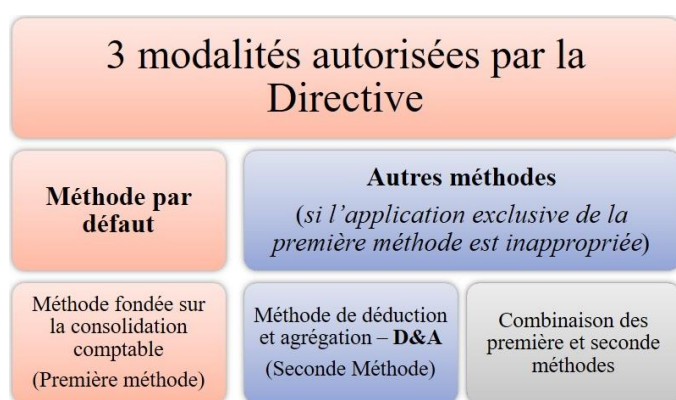 3 modalités autorisées par la
Directive
Méthode par
défaut
Autres méthodes
(si l'application exclusive de la
première méthode est inappropriée)
Méthode fondée sur
la consolidation
comptable
(Première méthode)
Méthode de déduction
et agrégation – D&A
(Seconde Méthode)
Combinaison des
première et seconde
méthodes